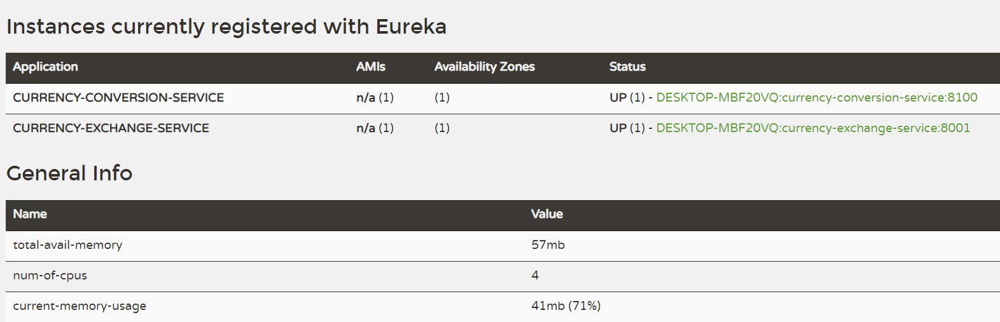 Instances currently registered with Eureka
Application AMIs Availability Zones Status
CURRENCY-CONVERSION-SERVICE n/a (1) (1) UP (1) - DESKTOP-MBF20VQ:currency-conversion-service:8100
CURRENCY-EXCHANGE-SERVICE n/a (1) (1) UP (1) - DESKTOP-MBF20VQ:currency-exchange-service:8001
General Info
Name Value
total-avail-memory 57mb
num-of-cpus 4
current-memory-usage 41mb (71%)